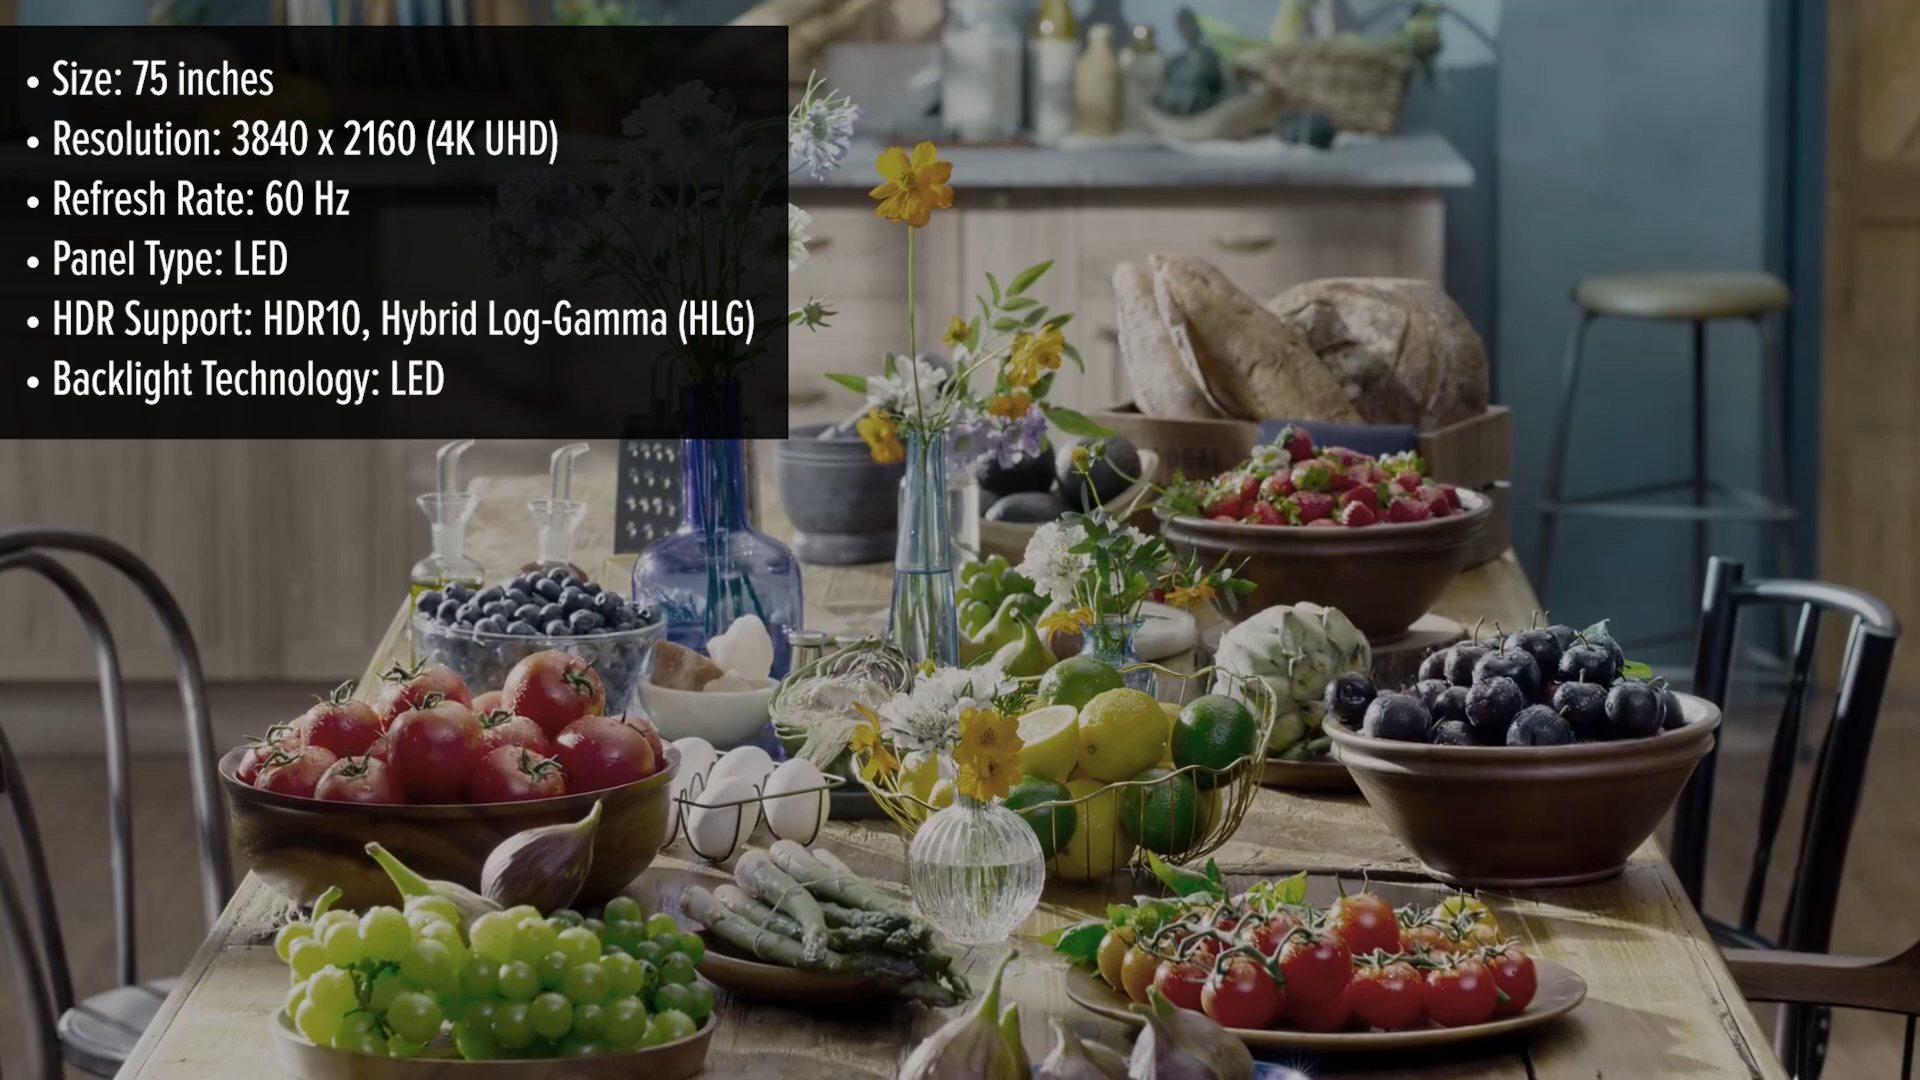 • Size: 75 inches
• Resolution: 3840 x 2160 (4K UHD)
• Refresh Rate: 60 Hz
• Panel Type: LED
• HDR Support: HDR10, Hybrid Log-Gamma (HLG)
• Backlight Technology: LED